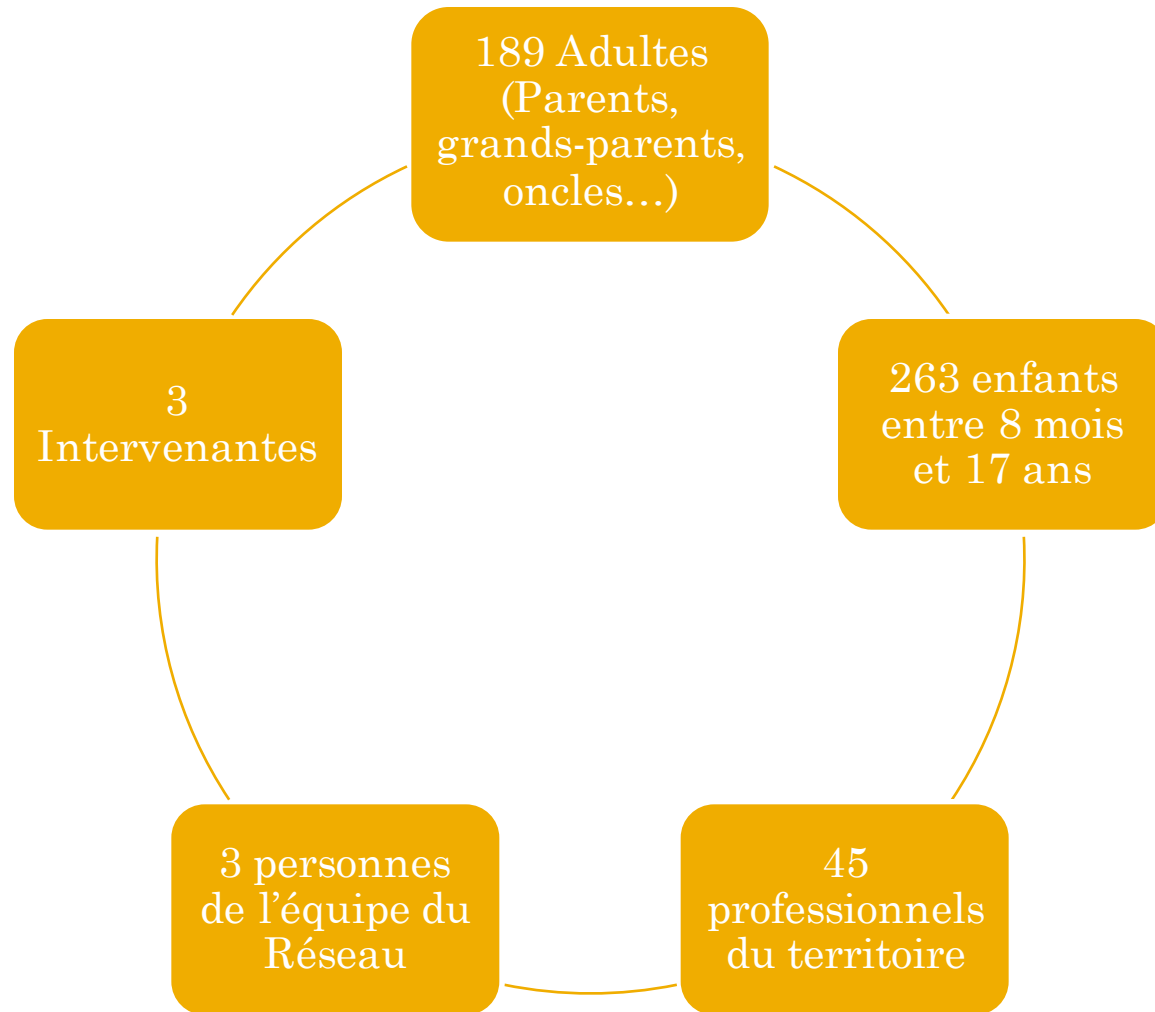 189 Adultes
(Parents,
grands-parents,
oncles…)
263 enfants
entre 8 mois
et 17 ans
45
professionnels
du territoire
3 personnes
de l’équipe du
Réseau
3
Intervenantes